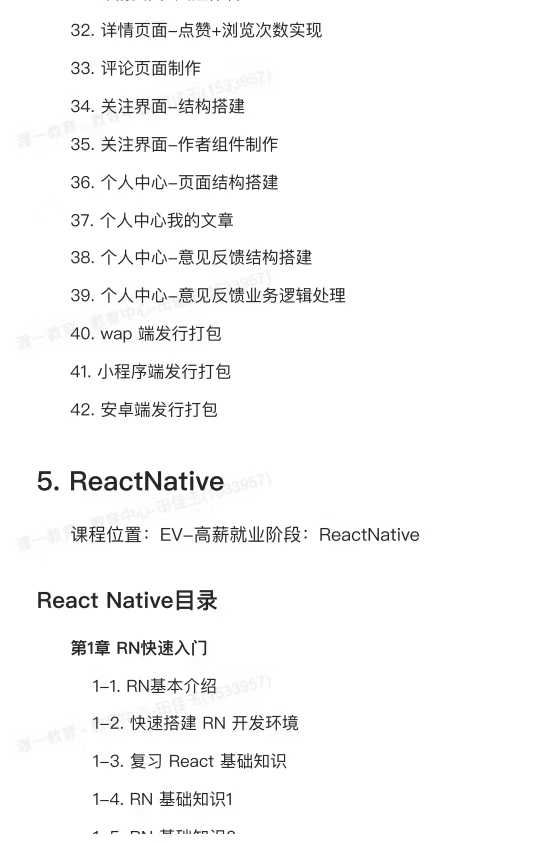 32. 详情页面-点赞+浏览次数实现
33. 评论页面制作
34. 关注界面-结构搭建
35. 关注界面-作者组件制作
36. 个人中心-页面结构搭建
37. 个人中心我的文章
38. 个人中心-意见反馈结构搭建
39. 个人中心-意见反馈业务逻辑处理
40. wap 端发行打包
41. 小程序端发行打包
42. 安卓端发行打包
5. ReactNative
课程位置：EV-高薪就业阶段：ReactNative
React Native目录
第1章 RN快速入门
1-1. RN基本介绍
1-2. 快速搭建 RN 开发环境
1-3. 复习 React 基础知识
1-4. RN 基础知识1